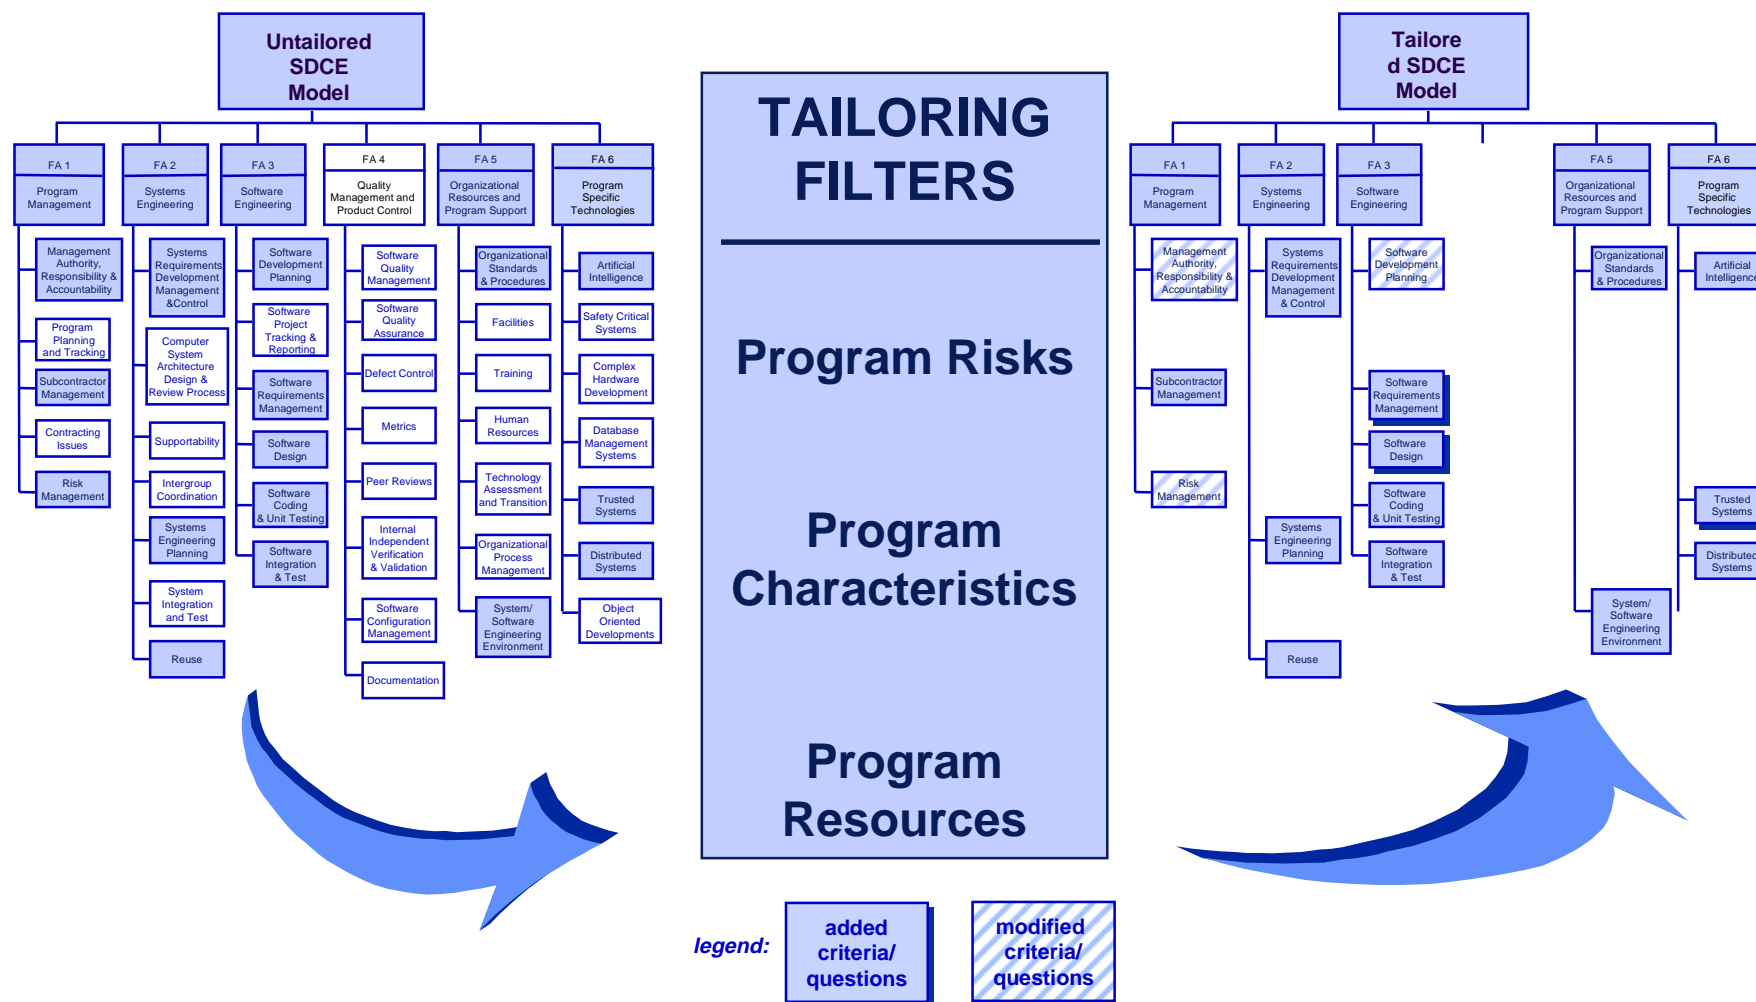 Untailored
SDCE
Model
FA 1
Program
Management
Management
Authority,
Responsibility &
Accountability
Program
Planning
and Tracking
Subcontractor
Management
Contracting
Issues
Risk
Management
FA 2
Systems
Engineering
Systems
Requirements
Development
Management
&Control
Computer
System
Architecture
Design &
Review Process
Supportability
Intergroup
Coordination
Systems
Engineering
Planning
System
Integration
and Test
Reuse
FA 3
Software
Engineering
Software
Development
Planning
Software
Project
Tracking &
Reporting
Software
Requirements
Management
Software
Design
Software
Coding
& Unit Testing
Software
Integration
& Test
FA 4
Quality
Management and
Product Control
Software
Quality
Management
Software
Quality
Assurance
Defect Control
Metrics
Peer Reviews
Internal
Independent
Verification
& Validation
Software
Configuration
Management
Documentation
FA 5
Organizational
Resources and
Program Support
Organizational
Standards
& Procedures
Facilities
Training
Human
Resources
Technology
Assessment
and Transition
Organizational
Process
Management
System/
Software
Engineering
Environment
FA 6
Program
Specific
Technologies
Artificial
Intelligence
Safety Critical
Systems
Complex
Hardware
Development
Database
Management
Systems
Trusted
Systems
Distributed
Systems
Object
Oriented
Developments
TAILORING
FILTERS
Program Risks
Program
Characteristics
Program
Resources
Tailore
d SDCE
Model
FA 1
Program
Management
Management
Authority,
Responsibility &
Accountability
Subcontractor
Management
Risk
Management
FA 2
Systems
Engineering
Systems
Requirements
Development
Management
& Control
Systems
Engineering
Planning
Reuse
FA 3
Software
Engineering
Software
Development
Planning
Software
Requirements
Management
Software
Design
Software
Coding
& Unit Testing
Software
Integration
& Test
FA 5
Organizational
Resources and
Program Support
Organizational
Standards
& Procedures
System/
Software
Engineering
Environment
FA 6
Program
Specific
Technologies
Artificial
Intelligence
Trusted
Systems
Distributed
Systems
legend:
added
criteria/
questions
modified
criteria/
questions